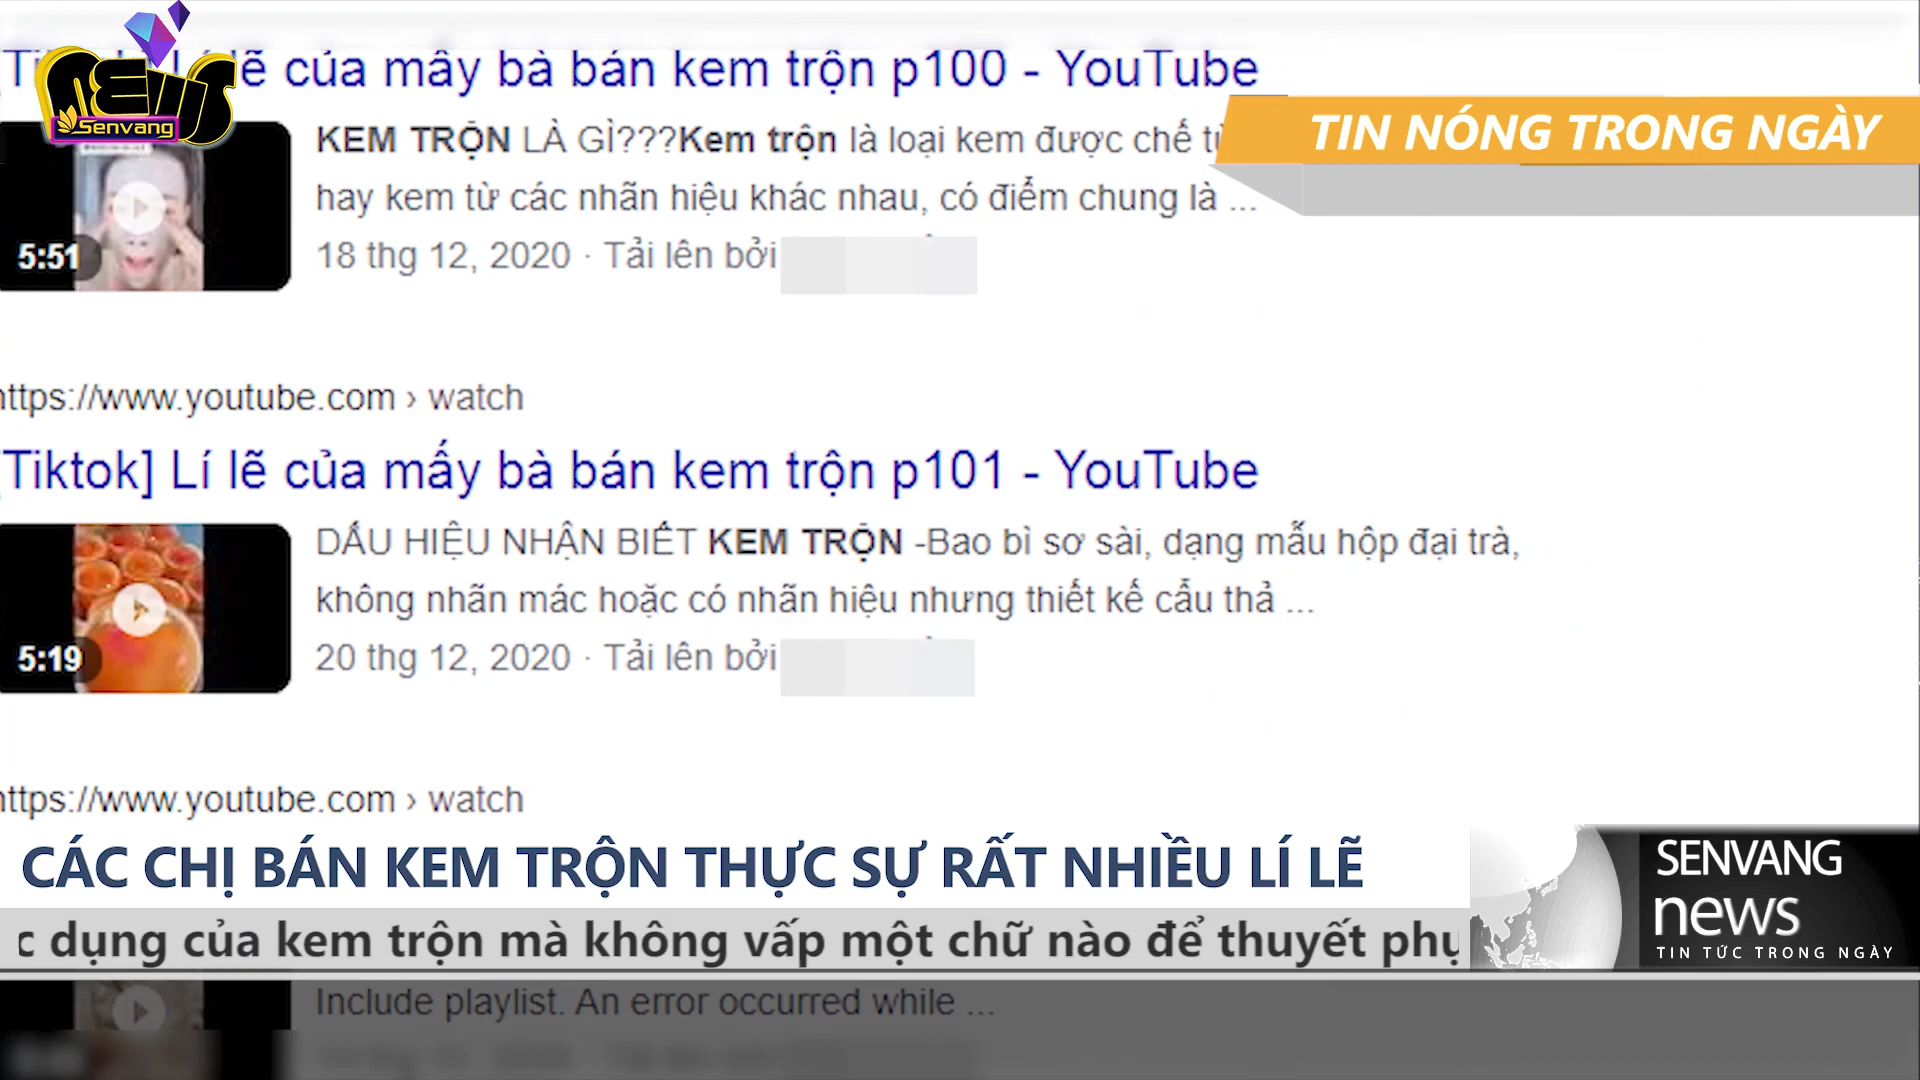 lẽ của mấy bà bán kem trộn p100 - YouTube
NEWS
Senvang
TIN NÓNG TRONG NGÀY
KEM TRỘN LÀ GÌ???Kem trộn là loại kem được chế từ
hay kem từ các nhãn hiệu khác nhau, có điểm chung là ...
5:51
18 thg 12, 2020 · Tải lên bởi
https://www.youtube.com › watch
[Tiktok] Lí lẽ của mấy bà bán kem trộn p101 - YouTube
DẤU HIỆU NHẬN BIẾT KEM TRỘN -Bao bì sơ sài, dạng mẫu hộp đại trà,
không nhãn mác hoặc có nhãn hiệu nhưng thiết kế cẩu thả ...
5:19
20 thg 12, 2020 · Tải lên bởi
https://www.youtube.com › watch
CÁC CHỊ BÁN KEM TRỘN THỰC SỰ RẤT NHIỀU LÍ LẼ
c dụng của kem trộn mà không vấp một chữ nào để thuyết phụ
SENVANG
news
TIN TỨC TRONG NGÀY
Include playlist. An error occurred while ...